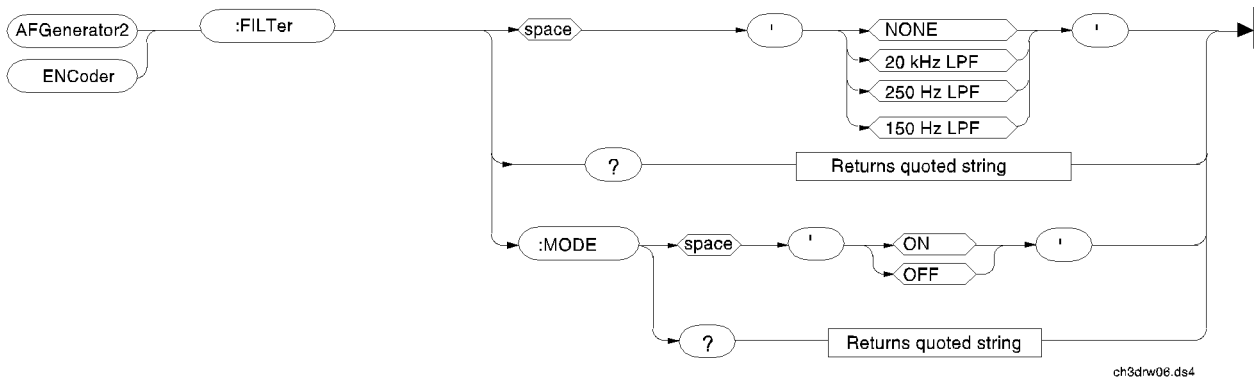 AFGenerator2 :FILTer space ' NONE '
20 kHz LPF
ENCoder
250 Hz LPF
150 Hz LPF
? Returns quoted string
:MODE space ' ON '
OFF
? Returns quoted string
ch3drw06.ds4